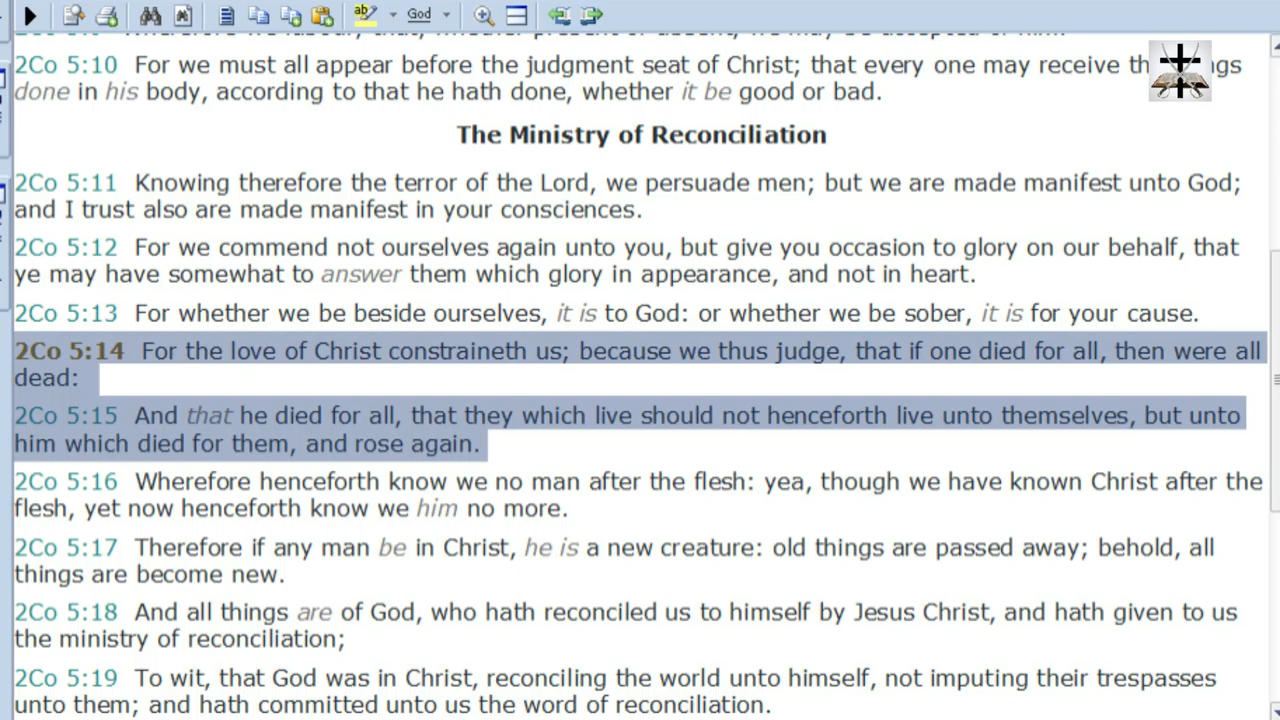 God
2Co 5:10 For we must all appear before the judgment seat of Christ; that every one may receive
done in his body, according to that he hath done, whether it be good or bad.
The Ministry of Reconciliation
2Co 5:11 Knowing therefore the terror of the Lord, we persuade men; but we are made manifest unto God;
and I trust also are made manifest in your consciences.
2Co 5:12 For we commend not ourselves again unto you, but give you occasion to glory on our behalf, that
ye may have somewhat to answer them which glory in appearance, and not in heart.
2Co 5:13 For whether we be beside ourselves, it is to God: or whether we be sober, it is for your cause.
2Co 5:14 For the love of Christ constraineth us; because we thus judge, that if one died for all, then were all
dead:
2Co 5:15 And that he died for all, that they which live should not henceforth live unto themselves, but unto
him which died for them, and rose again.
2Co 5:16 Wherefore henceforth know we no man after the flesh: yea, though we have known Christ after the
flesh, yet now henceforth know we him no more.
2Co 5:17 Therefore if any man be in Christ, he is a new creature: old things are passed away; behold, all
things are become new.
2Co 5:18 And all things are of God, who hath reconciled us to himself by Jesus Christ, and hath given to us
the ministry of reconciliation;
2Co 5:19 To wit, that God was in Christ, reconciling the world unto himself, not imputing their trespasses
unto them; and hath committed unto us the word of reconciliation.